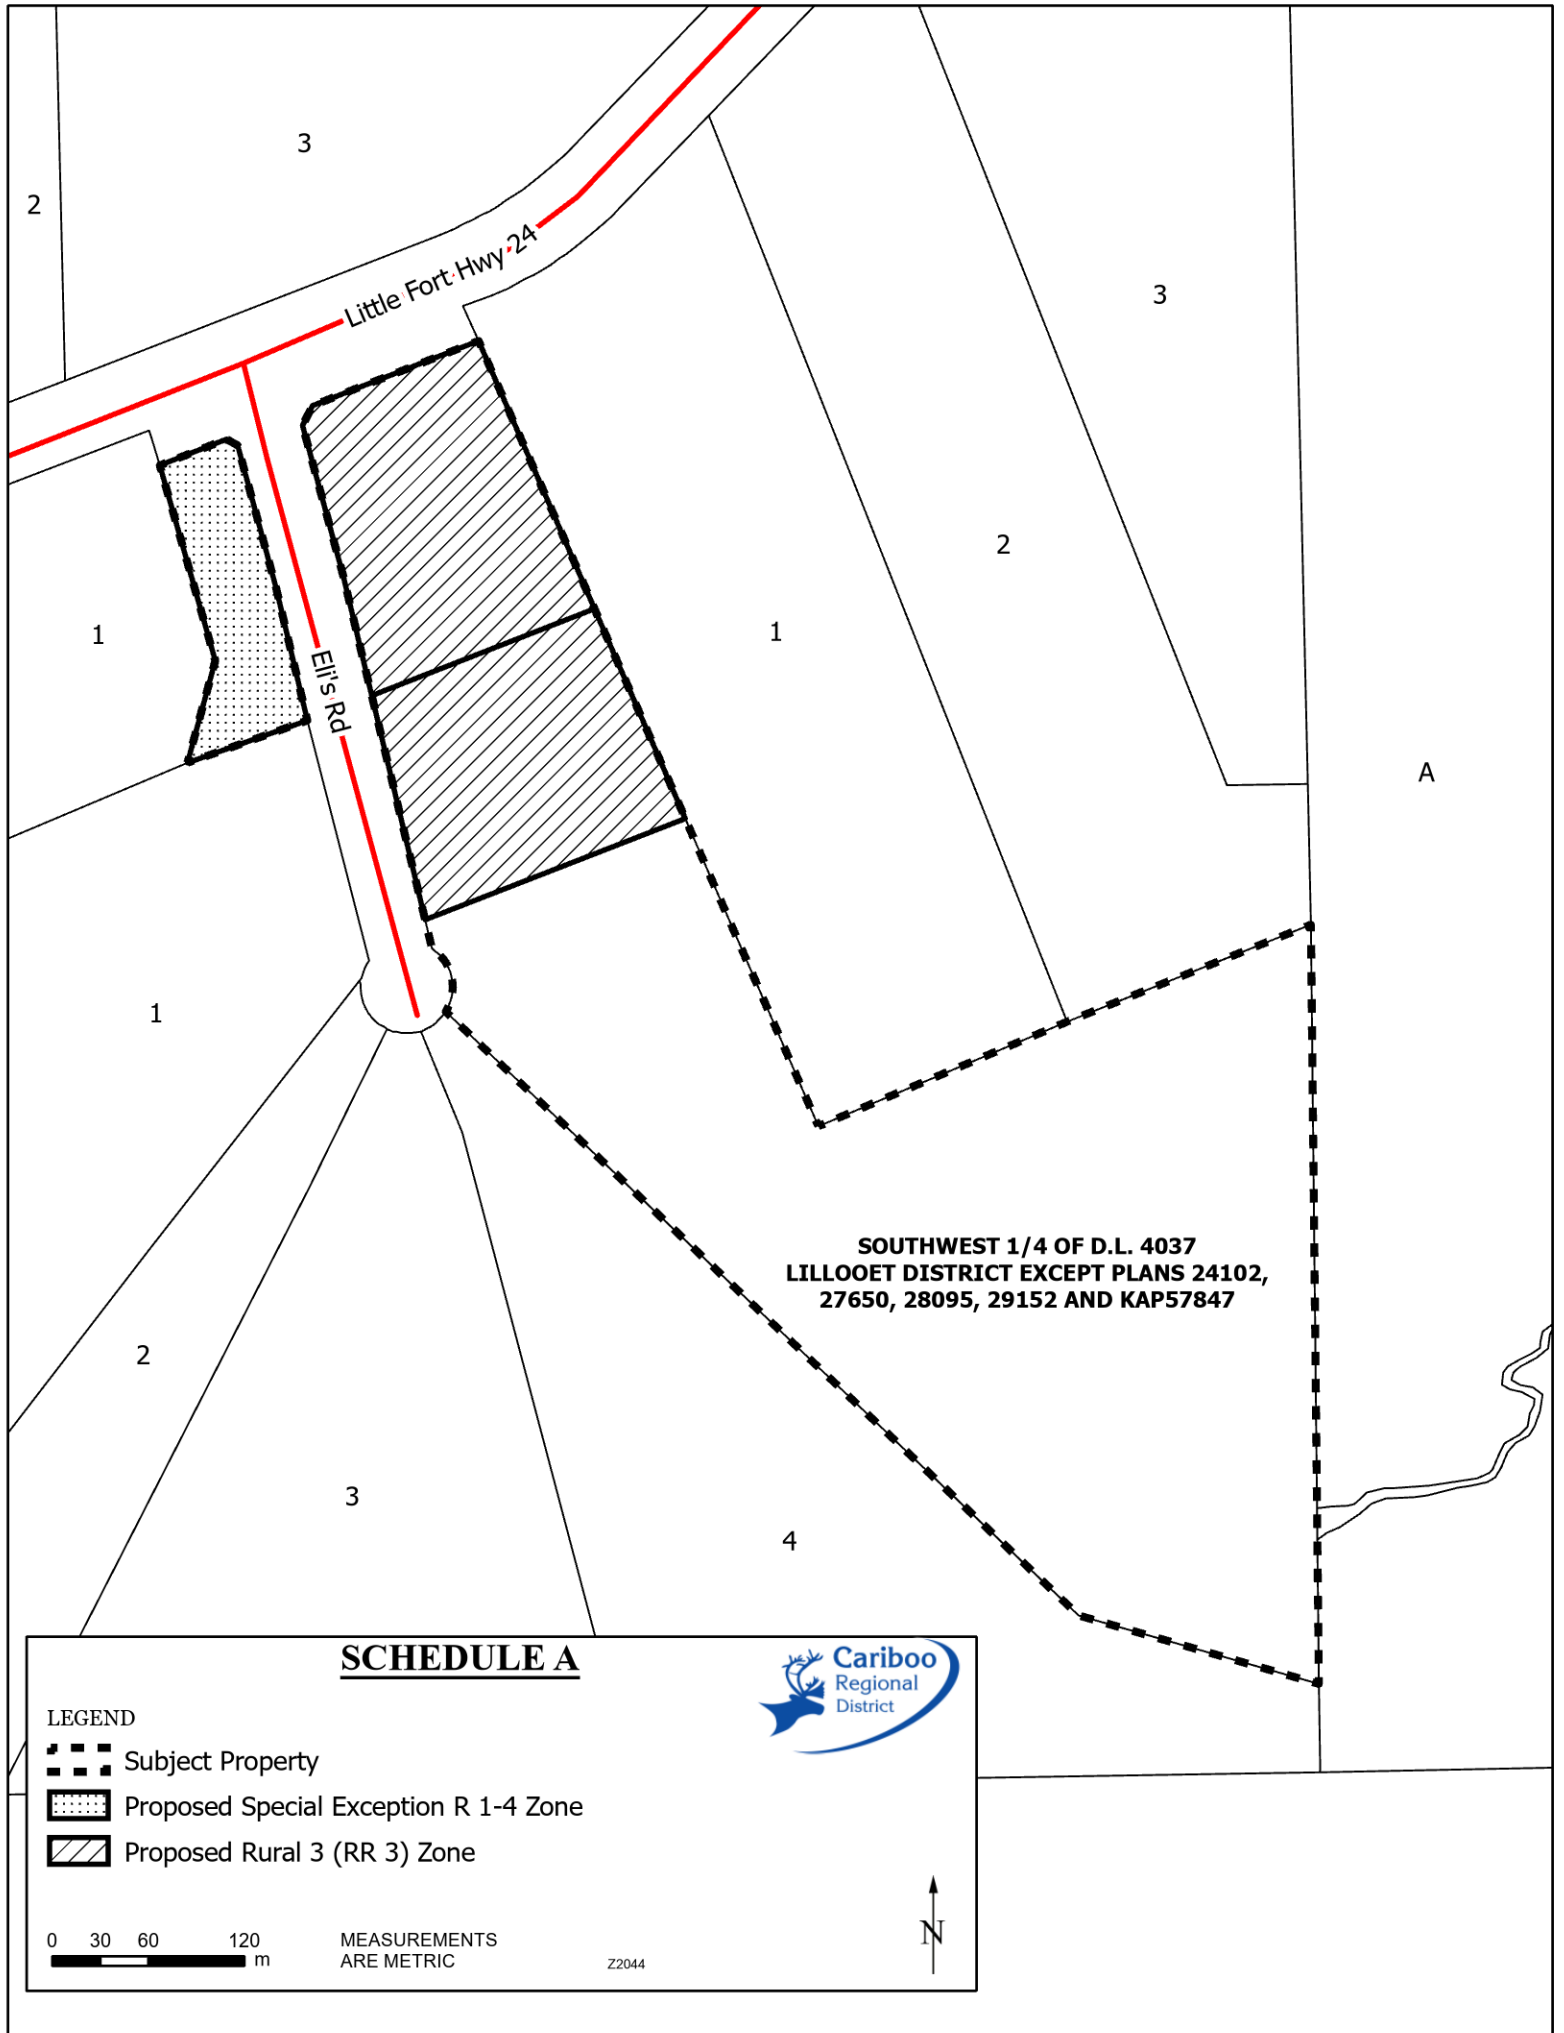 3
2
Little Fort Hwy 24
3
2
1
1
Eli's Rd
A
1
SOUTHWEST 1/4 OF D.L. 4037
LILLOOET DISTRICT EXCEPT PLANS 24102,
27650, 28095, 29152 AND KAP57847
2
3
4
SCHEDULE A
Cariboo
Regional
District
LEGEND
Subject Property
Proposed Special Exception R 1-4 Zone
Proposed Rural 3 (RR 3) Zone
0 30 60 120
m
MEASUREMENTS
ARE METRIC
Z2044
N